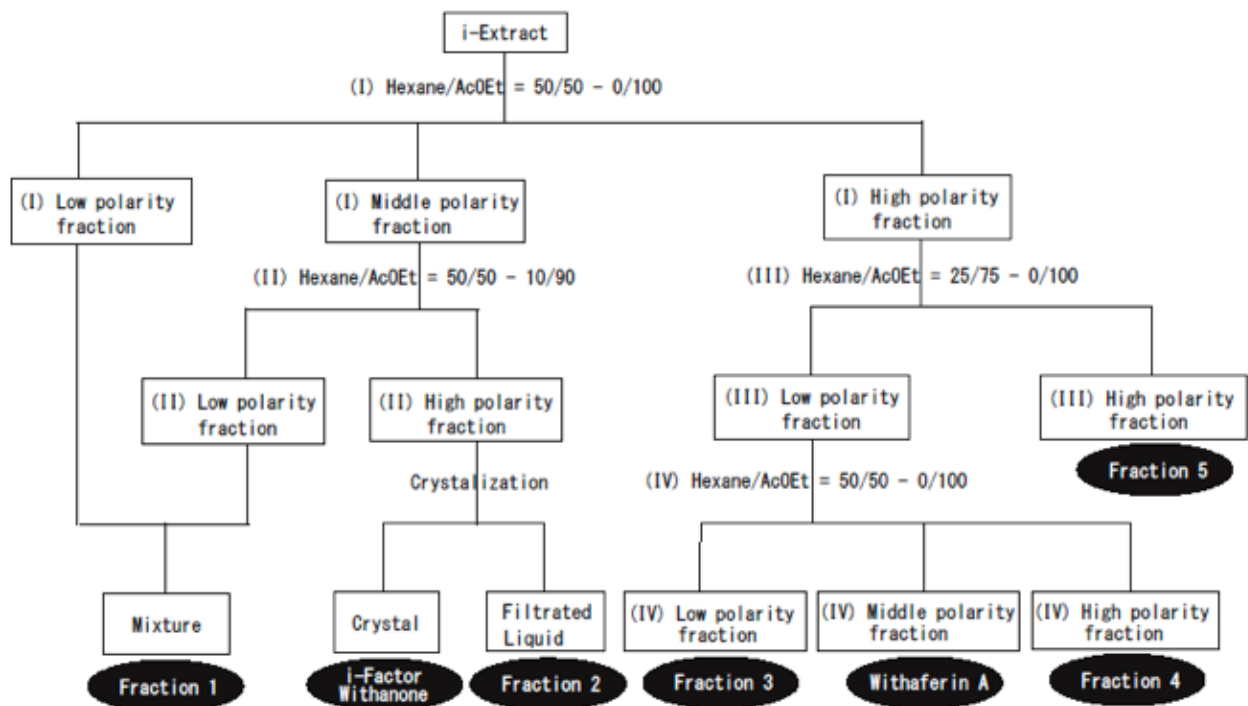 i-Extract
(I) Hexane/AcOEt = 50/50 - 0/100
(I) Low polarity
fraction
(I) Middle polarity
fraction
(I) High polarity
fraction
(II) Hexane/AcOEt = 50/50 - 10/90
(III) Hexane/AcOEt = 25/75 - 0/100
(II) Low polarity
fraction
(II) High polarity
fraction
(III) Low polarity
fraction
(III) High polarity
fraction
Fraction 5
Crystalization
(IV) Hexane/AcOEt = 50/50 - 0/100
Mixture
Fraction 1
Crystal
i-Factor
Withanone
Filtrated
Liquid
Fraction 2
(IV) Low polarity
fraction
Fraction 3
(IV) Middle polarity
fraction
Withaferin A
(IV) High polarity
fraction
Fraction 4